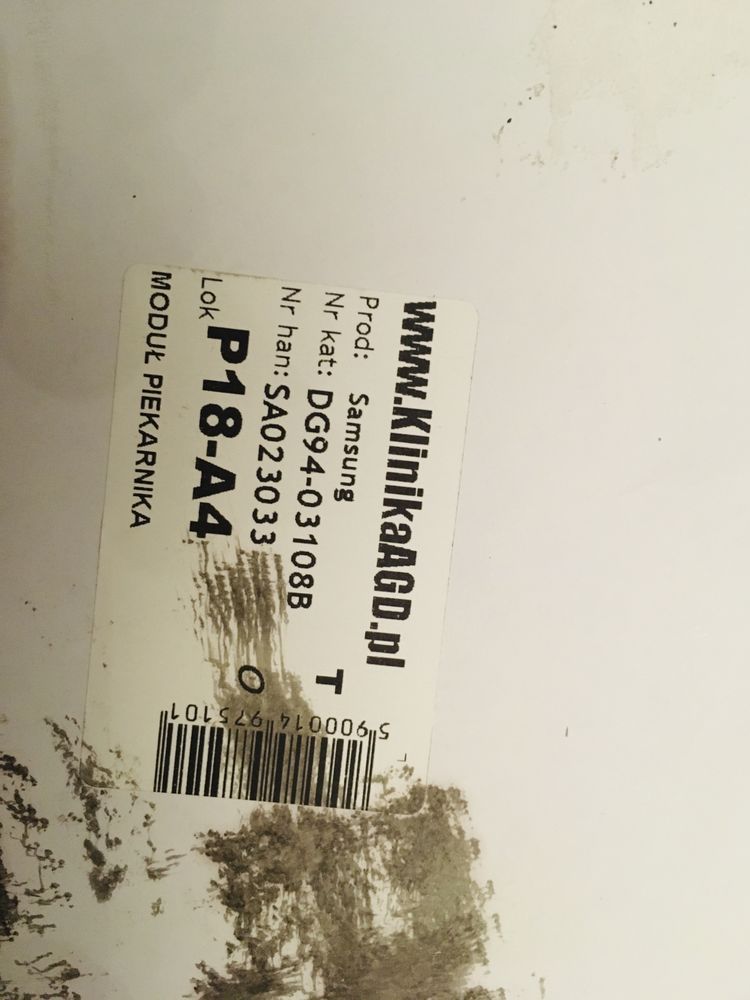 www.KlinikaAGD.pl
Prod: Samsung
Nr kat: DG94-03108B
T
Nr han: SA023033
O
Lok P18-A4
MODUŁ PIEKARNIKA
5 900014 975101